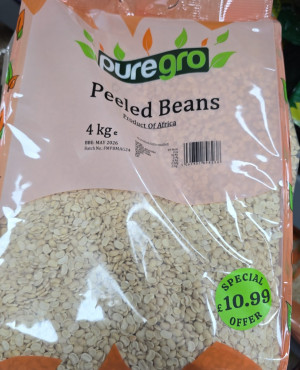 puregro
Peeled Beans
Product Of Africa
4 kg e
BBE: MAY 2026
SPECIAL
£ 10.99
OFFER